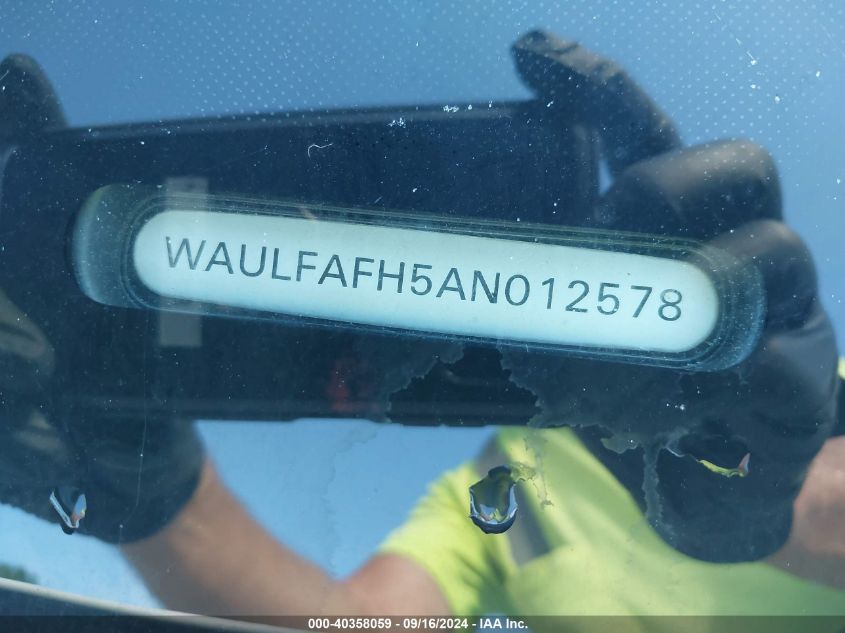 WAULFAFH5AN012578
000-40358059 - 09/16/2024 - IAA Inc.